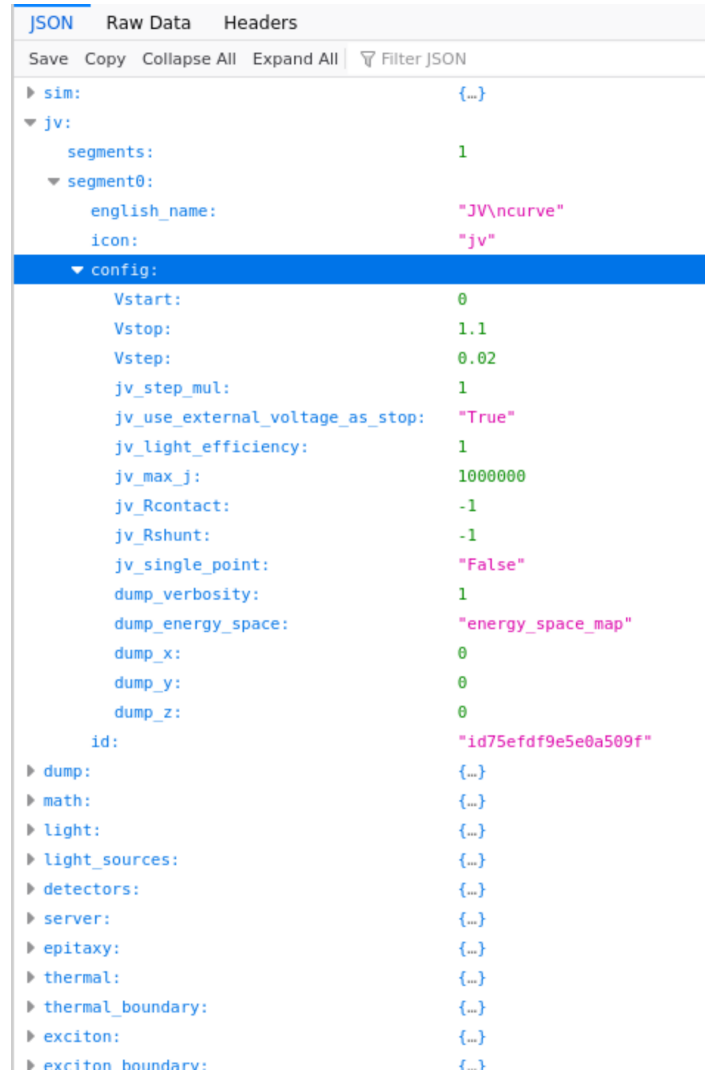 JSON Raw Data Headers
Save Copy Collapse All Expand All Filter JSON
sim: {…}
jv:
segments: 1
segment0:
english_name: "JV\ncurve"
icon: "jv"
config:
Vstart: 0
Vstop: 1.1
Vstep: 0.02
jv_step_mul: 1
jv_use_external_voltage_as_stop: "True"
jv_light_efficiency: 1
jv_max_j: 1000000
jv_Rcontact: -1
jv_Rshunt: -1
jv_single_point: "False"
dump_verbosity: 1
dump_energy_space: "energy_space_map"
dump_x: 0
dump_y: 0
dump_z: 0
id: "id75efdf9e5e0a509f"
dump: {…}
math: {…}
light: {…}
light_sources: {…}
detectors: {…}
server: {…}
epitaxy: {…}
thermal: {…}
thermal_boundary: {…}
exciton: {…}
exciton_boundary: {…}